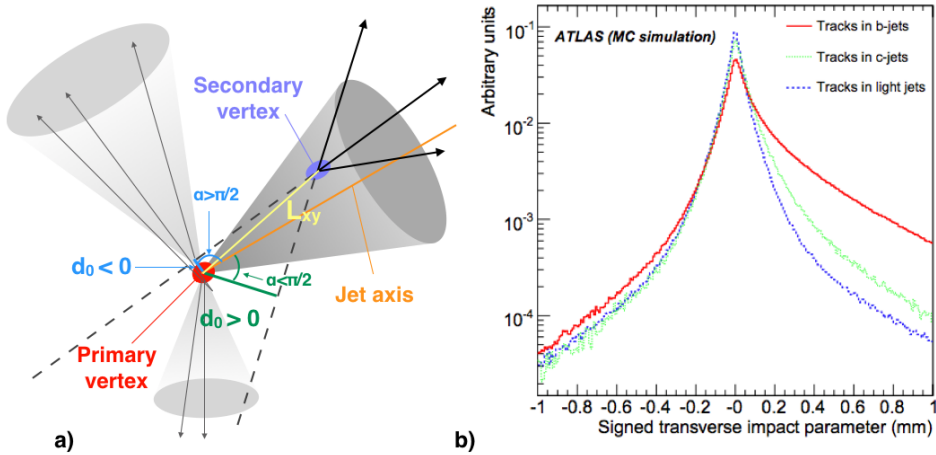 Secondary
vertex
α>π/2
Lxy
d0 < 0
α<π/2
Jet axis
d0 > 0
Primary
vertex
a)
b)
Arbitrary units
10-1
10-2
10-3
10-4
ATLAS (MC simulation)
Tracks in b-jets
Tracks in c-jets
Tracks in light jets
-1 -0.8 -0.6 -0.4 -0.2 -0 0.2 0.4 0.6 0.8 1
Signed transverse impact parameter (mm)